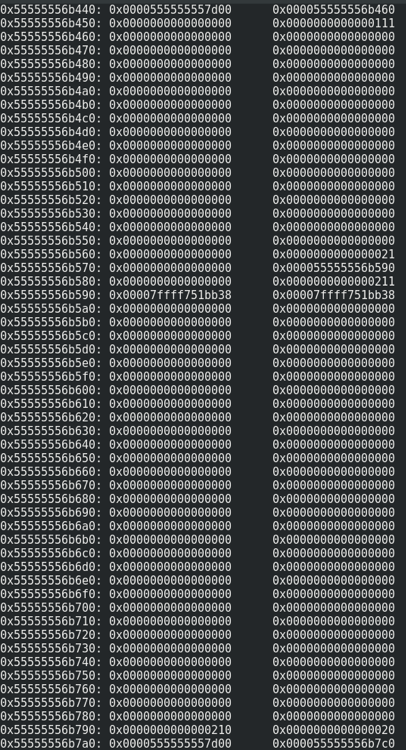 0x55555556b440: 0x0000555555557d00 0x000055555556b460
0x55555556b450: 0x0000000000000000 0x0000000000000111
0x55555556b460: 0x0000000000000000 0x0000000000000000
0x55555556b470: 0x0000000000000000 0x0000000000000000
0x55555556b480: 0x0000000000000000 0x0000000000000000
0x55555556b490: 0x0000000000000000 0x0000000000000000
0x55555556b4a0: 0x0000000000000000 0x0000000000000000
0x55555556b4b0: 0x0000000000000000 0x0000000000000000
0x55555556b4c0: 0x0000000000000000 0x0000000000000000
0x55555556b4d0: 0x0000000000000000 0x0000000000000000
0x55555556b4e0: 0x0000000000000000 0x0000000000000000
0x55555556b4f0: 0x0000000000000000 0x0000000000000000
0x55555556b500: 0x0000000000000000 0x0000000000000000
0x55555556b510: 0x0000000000000000 0x0000000000000000
0x55555556b520: 0x0000000000000000 0x0000000000000000
0x55555556b530: 0x0000000000000000 0x0000000000000000
0x55555556b540: 0x0000000000000000 0x0000000000000000
0x55555556b550: 0x0000000000000000 0x0000000000000000
0x55555556b560: 0x0000000000000000 0x0000000000000021
0x55555556b570: 0x0000000000000000 0x000055555556b590
0x55555556b580: 0x0000000000000000 0x0000000000000211
0x55555556b590: 0x00007ffff751bb38 0x00007ffff751bb38
0x55555556b5a0: 0x0000000000000000 0x0000000000000000
0x55555556b5b0: 0x0000000000000000 0x0000000000000000
0x55555556b5c0: 0x0000000000000000 0x0000000000000000
0x55555556b5d0: 0x0000000000000000 0x0000000000000000
0x55555556b5e0: 0x0000000000000000 0x0000000000000000
0x55555556b5f0: 0x0000000000000000 0x0000000000000000
0x55555556b600: 0x0000000000000000 0x0000000000000000
0x55555556b610: 0x0000000000000000 0x0000000000000000
0x55555556b620: 0x0000000000000000 0x0000000000000000
0x55555556b630: 0x0000000000000000 0x0000000000000000
0x55555556b640: 0x0000000000000000 0x0000000000000000
0x55555556b650: 0x0000000000000000 0x0000000000000000
0x55555556b660: 0x0000000000000000 0x0000000000000000
0x55555556b670: 0x0000000000000000 0x0000000000000000
0x55555556b680: 0x0000000000000000 0x0000000000000000
0x55555556b690: 0x0000000000000000 0x0000000000000000
0x55555556b6a0: 0x0000000000000000 0x0000000000000000
0x55555556b6b0: 0x0000000000000000 0x0000000000000000
0x55555556b6c0: 0x0000000000000000 0x0000000000000000
0x55555556b6d0: 0x0000000000000000 0x0000000000000000
0x55555556b6e0: 0x0000000000000000 0x0000000000000000
0x55555556b6f0: 0x0000000000000000 0x0000000000000000
0x55555556b700: 0x0000000000000000 0x0000000000000000
0x55555556b710: 0x0000000000000000 0x0000000000000000
0x55555556b720: 0x0000000000000000 0x0000000000000000
0x55555556b730: 0x0000000000000000 0x0000000000000000
0x55555556b740: 0x0000000000000000 0x0000000000000000
0x55555556b750: 0x0000000000000000 0x0000000000000000
0x55555556b760: 0x0000000000000000 0x0000000000000000
0x55555556b770: 0x0000000000000000 0x0000000000000000
0x55555556b780: 0x0000000000000000 0x0000000000000000
0x55555556b790: 0x0000000000000210 0x0000000000000020
0x55555556b7a0: 0x0000555555557d00 0x000055555556b7c0